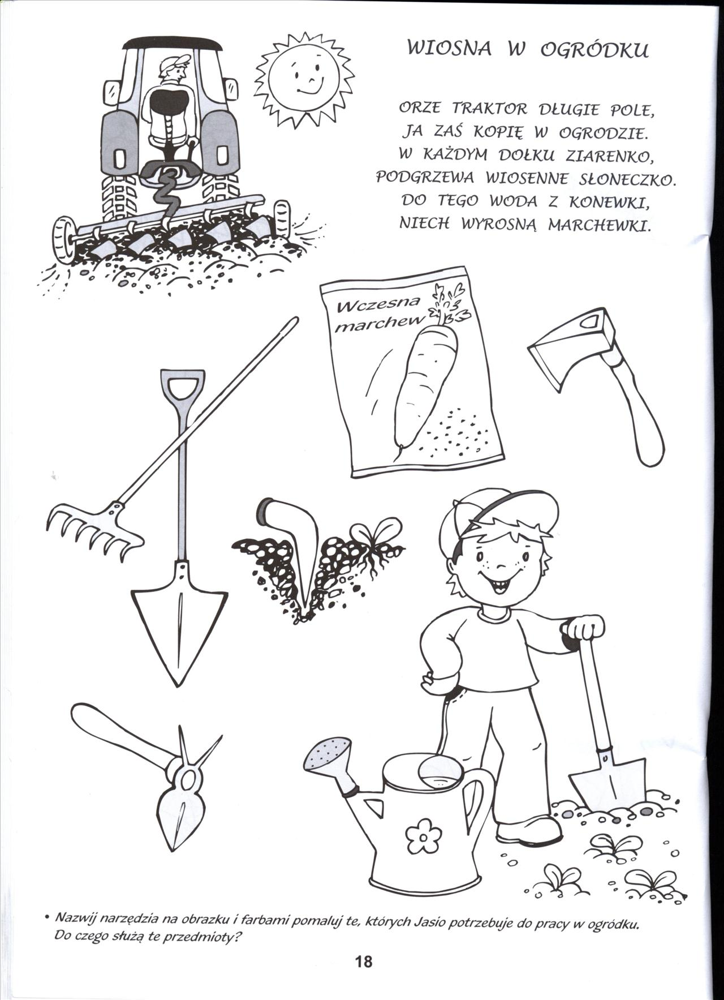 WIOSNA W OGRÓDKU
ORZE TRAKTOR DŁUGIE POLE,
JA ZAŚ KOPIĘ W OGRODZIE.
W KAŻDYM DOŁKU ZIARENKO,
PODGRZEWA WIOSENNE SŁONECZKO.
DO TEGO WODA Z KONEWKI,
NIECH WYROSNĄ MARCHEWKI.
Wczesna
marchew
• Nazwij narzędzia na obrazku i farbami pomaluj te, których Jasio potrzebuje do pracy w ogródku.
Do czego służą te przedmioty?
18